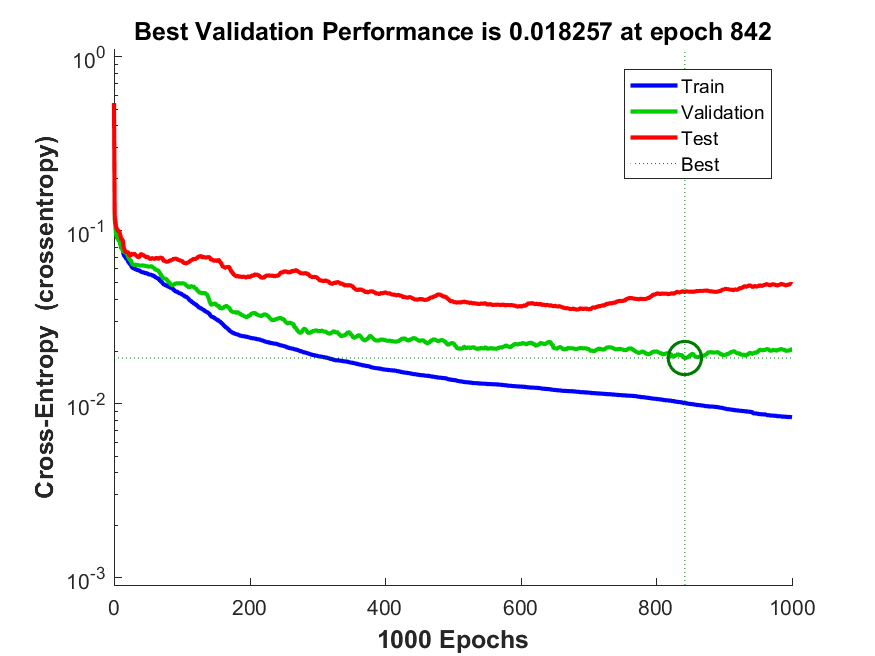 Best Validation Performance is 0.018257 at epoch 842
Cross-Entropy (crossentropy)
10^0
10^-1
10^-2
10^-3
Train
Validation
Test
Best
0 200 400 600 800 1000
1000 Epochs